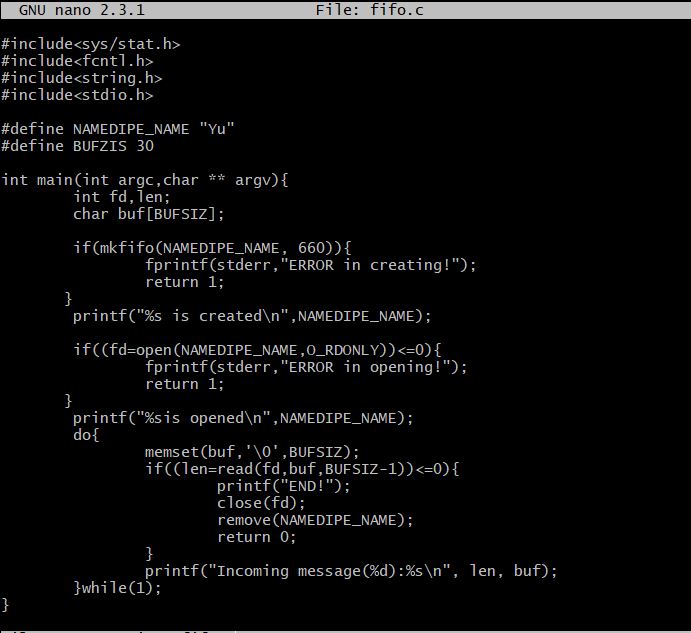 GNU nano 2.3.1 File: fifo.c
#include<sys/stat.h>
#include<fcntl.h>
#include<string.h>
#include<stdio.h>
#define NAMEDIPE_NAME "Yu"
#define BUFZIS 30
int main(int argc,char ** argv){
int fd,len;
char buf[BUFSIZ];
if(mkfifo(NAMEDIPE_NAME, 660)){
fprintf(stderr,"ERROR in creating!");
return 1;
}
printf("%s is created\n",NAMEDIPE_NAME);
if((fd=open(NAMEDIPE_NAME,O_RDONLY))<=0){
fprintf(stderr,"ERROR in opening!");
return 1;
}
printf("%sis opened\n",NAMEDIPE_NAME);
do{
memset(buf,'\0',BUFSIZ);
if((len=read(fd,buf,BUFSIZ-1))<=0){
printf("END!");
close(fd);
remove(NAMEDIPE_NAME);
return 0;
}
printf("Incoming message(%d):%s\n", len, buf);
}while(1);
}